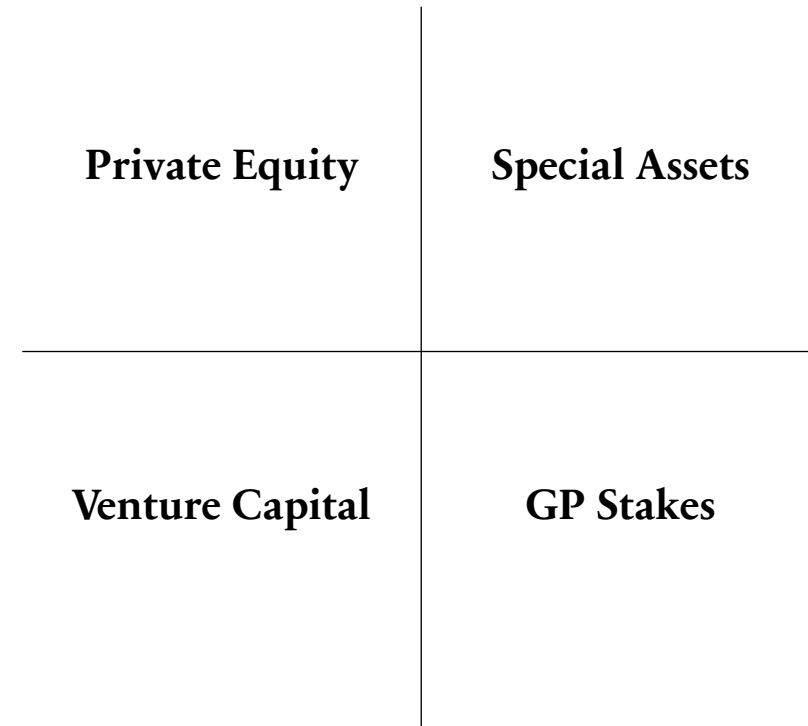 Private Equity
Special Assets
Venture Capital
GP Stakes